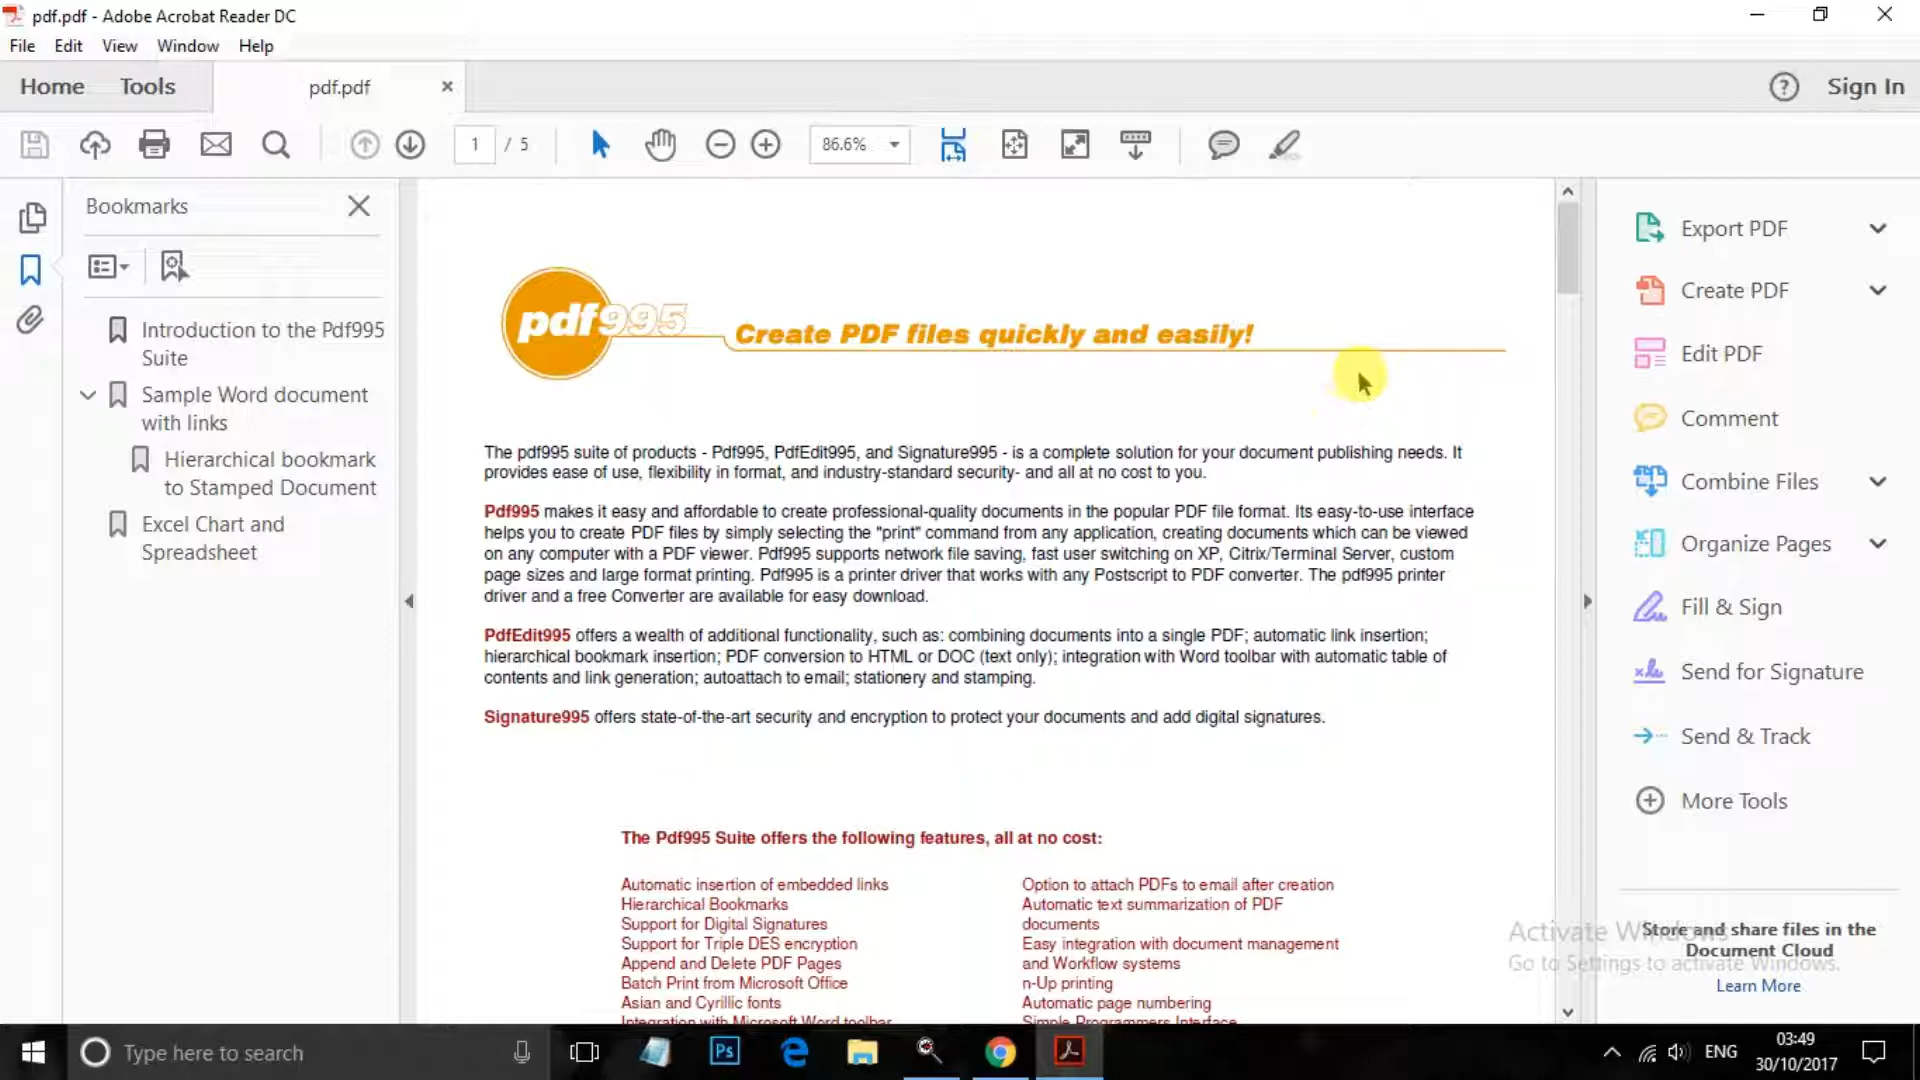 pdf.pdf - Adobe Acrobat Reader DC
File Edit View Window Help
Home Tools pdf.pdf Sign In
1 / 5 86.6%
Bookmarks
Introduction to the Pdf995
Suite
Sample Word document
with links
Hierarchical bookmark
to Stamped Document
Excel Chart and
Spreadsheet
pdf995
Create PDF files quickly and easily!
The pdf995 suite of products - Pdf995, PdfEdit995, and Signature995 - is a complete solution for your document publishing needs. It
provides ease of use, flexibility in format, and industry-standard security- and all at no cost to you.
Pdf995 makes it easy and affordable to create professional-quality documents in the popular PDF file format. Its easy-to-use interface
helps you to create PDF files by simply selecting the "print" command from any application, creating documents which can be viewed
on any computer with a PDF viewer. Pdf995 supports network file saving, fast user switching on XP, Citrix/Terminal Server, custom
page sizes and large format printing. Pdf995 is a printer driver that works with any Postscript to PDF converter. The pdf995 printer
driver and a free Converter are available for easy download.
PdfEdit995 offers a wealth of additional functionality, such as: combining documents into a single PDF; automatic link insertion;
hierarchical bookmark insertion; PDF conversion to HTML or DOC (text only); integration with Word toolbar with automatic table of
contents and link generation; autoattach to email; stationery and stamping.
Signature995 offers state-of-the-art security and encryption to protect your documents and add digital signatures.
The Pdf995 Suite offers the following features, all at no cost:
Automatic insertion of embedded links
Hierarchical Bookmarks
Support for Digital Signatures
Support for Triple DES encryption
Append and Delete PDF Pages
Batch Print from Microsoft Office
Asian and Cyrillic fonts
Integration with Microsoft Word toolbar
Option to attach PDFs to email after creation
Automatic text summarization of PDF
documents
Easy integration with document management
and Workflow systems
n-Up printing
Automatic page numbering
Simple Programmers Interface
Export PDF
Create PDF
Edit PDF
Comment
Combine Files
Organize Pages
Fill & Sign
Send for Signature
Send & Track
More Tools
Activate Windows
Go to Settings to activate Windows.
Store and share files in the
Document Cloud
Learn More
Type here to search
Ps
ENG
03:49
30/10/2017